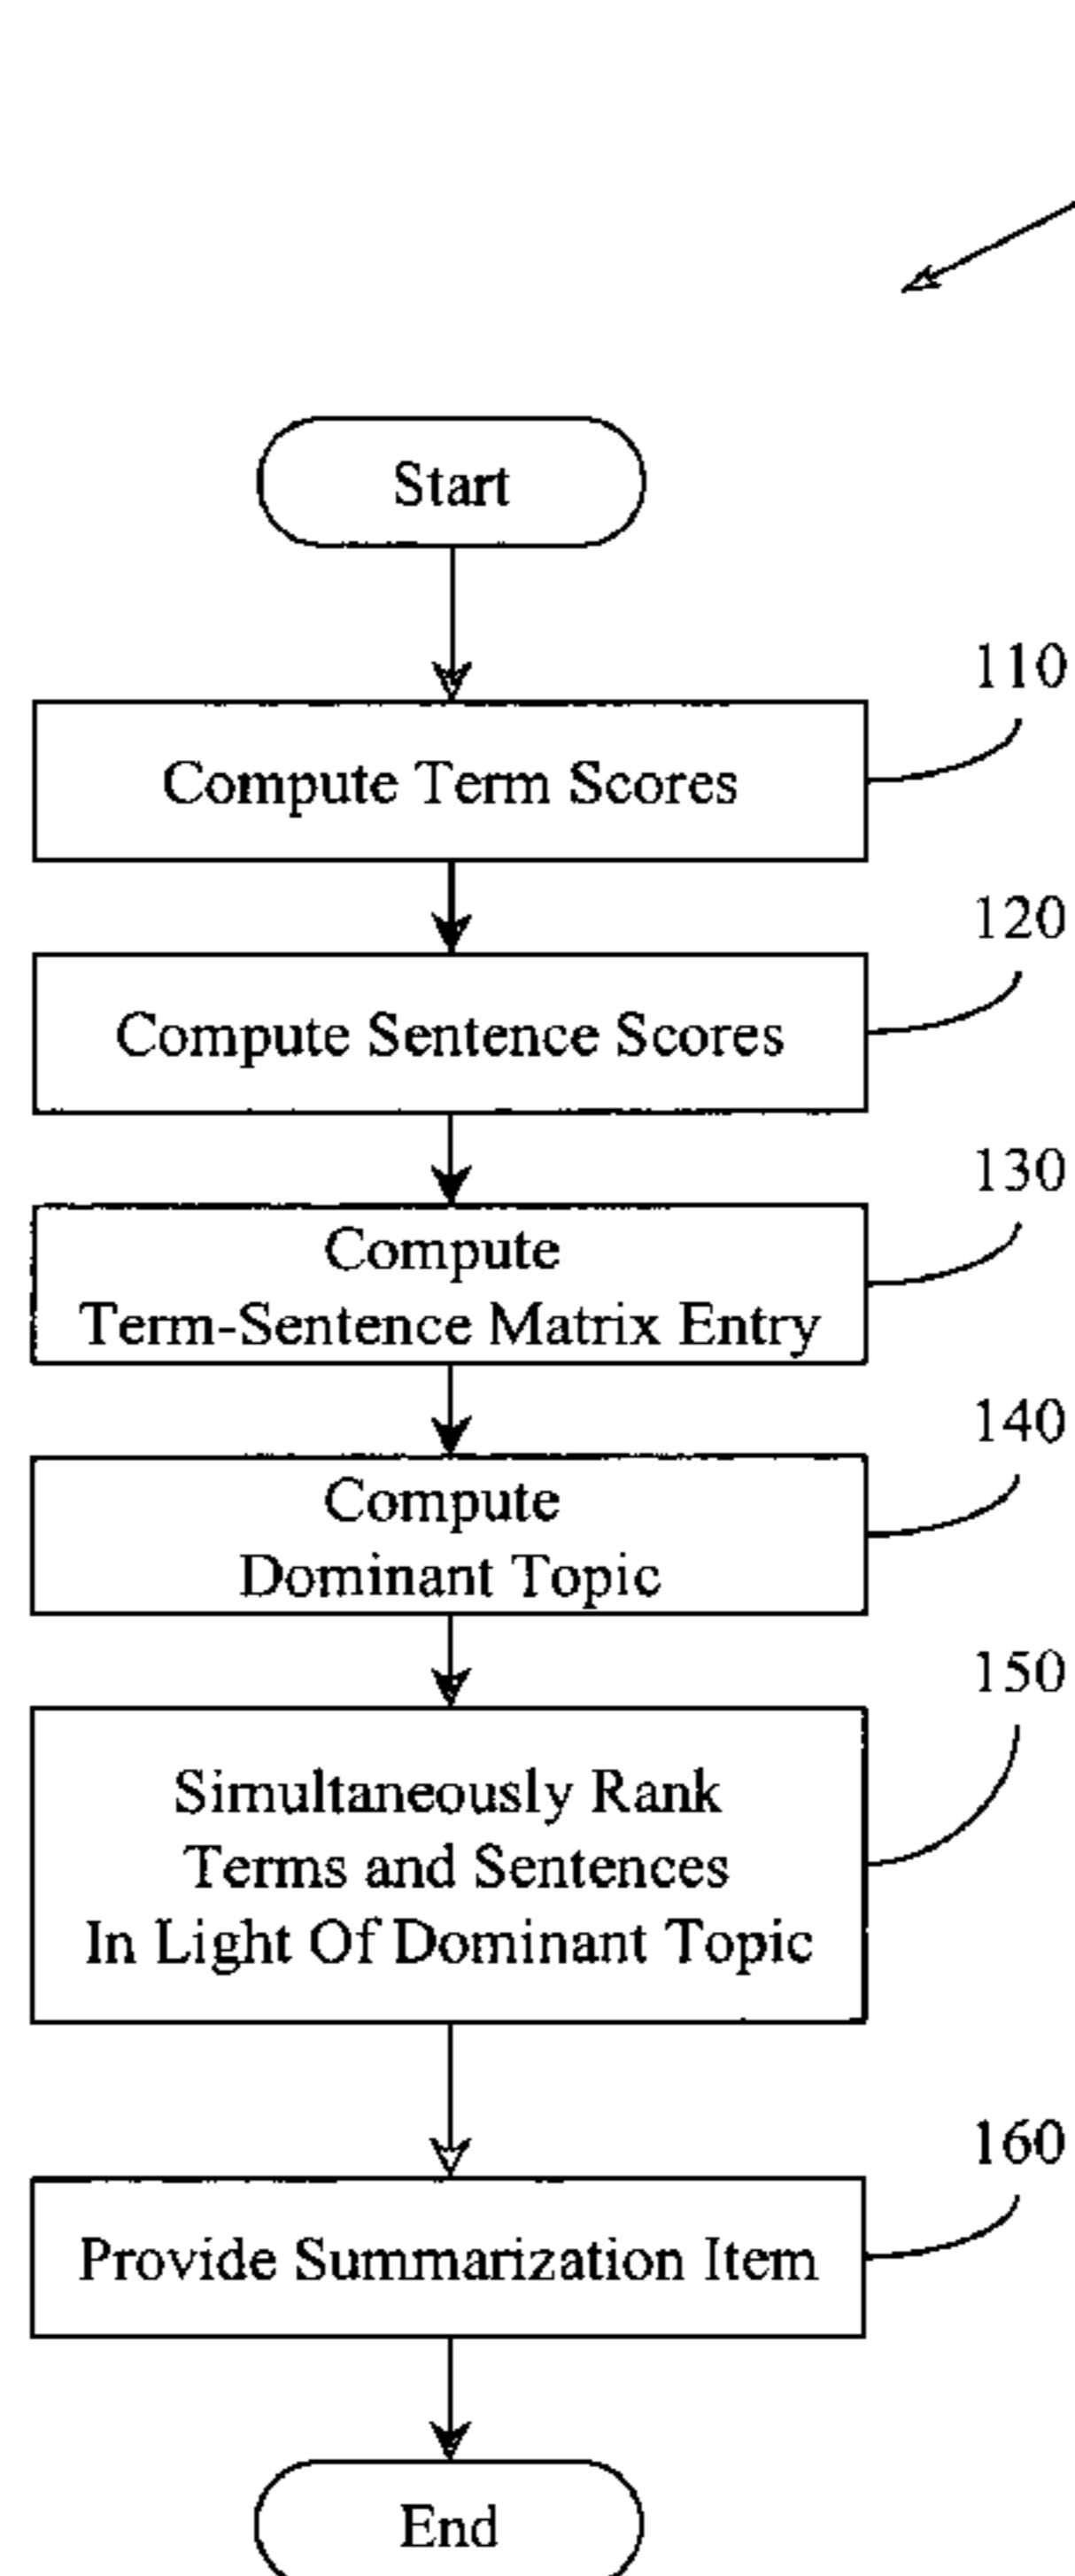 Start
110
Compute Term Scores
120
Compute Sentence Scores
130
Compute
Term-Sentence Matrix Entry
140
Compute
Dominant Topic
150
Simultaneously Rank
Terms and Sentences
In Light Of Dominant Topic
160
Provide Summarization Item
End